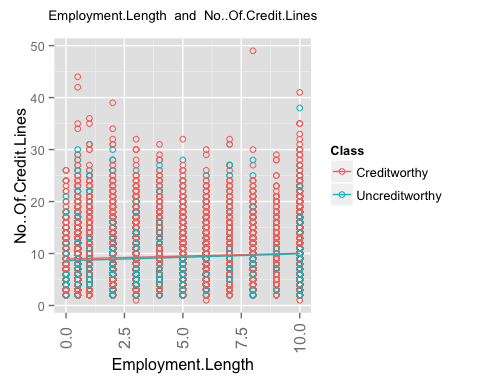 Employment.Length and No..Of.Credit.Lines
No..Of.Credit.Lines
50
40
30
20
10
0
0.0
2.5
5.0
7.5
10.0
Employment.Length
Class
Creditworthy
Uncreditworthy